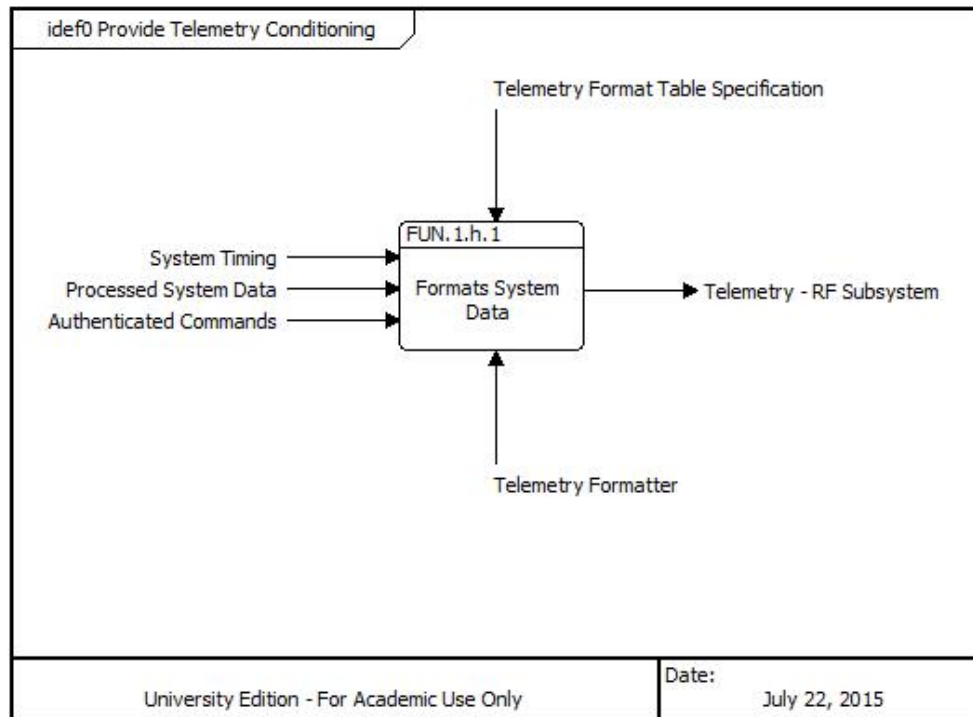 idef0 Provide Telemetry Conditioning
Telemetry Format Table Specification
FUN.1.h.1
System Timing
Processed System Data
Authenticated Commands
Formats System
Data
Telemetry - RF Subsystem
Telemetry Formatter
University Edition - For Academic Use Only
Date:
July 22, 2015